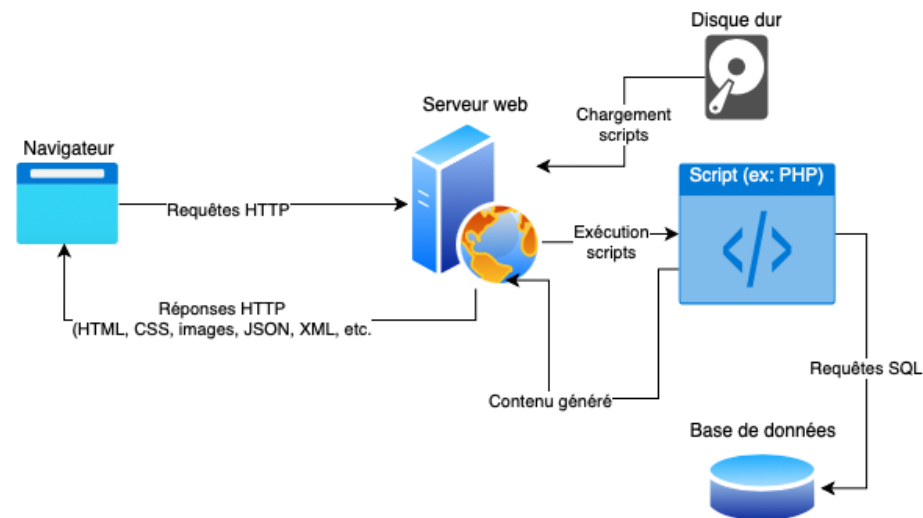 Disque dur
Serveur web
Chargement
scripts
Navigateur
Script (ex: PHP)
Requêtes HTTP
Exécution
scripts
Réponses HTTP
(HTML, CSS, images, JSON, XML, etc.
Requêtes SQL
Contenu généré
Base de données